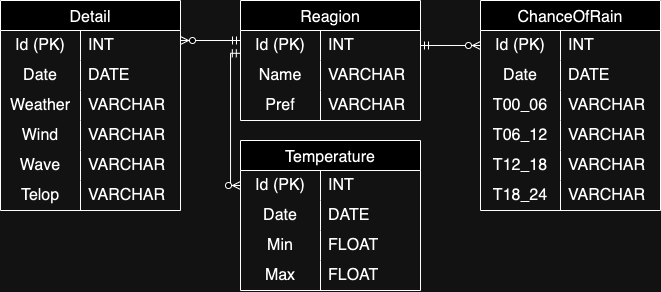 Detail
Id (PK) INT
Date DATE
Weather VARCHAR
Wind VARCHAR
Wave VARCHAR
Telop VARCHAR
Reagion
Id (PK) INT
Name VARCHAR
Pref VARCHAR
Temperature
Id (PK) INT
Date DATE
Min FLOAT
Max FLOAT
ChanceOfRain
Id (PK) INT
Date DATE
T00_06 VARCHAR
T06_12 VARCHAR
T12_18 VARCHAR
T18_24 VARCHAR